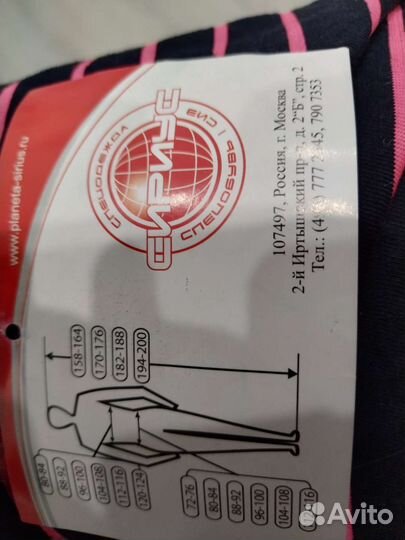 www.planeta-sirius.ru
СПЕЦОДЕЖДА
СИРИУС
СПЕЦОБУВЬ | СИЗ
107497, Россия, г. Москва
2-й Иртышский пр-д, д. 2"Б", стр. 2
Тел.: 777 45, 790 7353
158-164
170-176
182-188
194-200
80-84
88-92
96-100
104-108
112-116
120-124
72-76
80-84
88-92
96-100
104-108
Avito